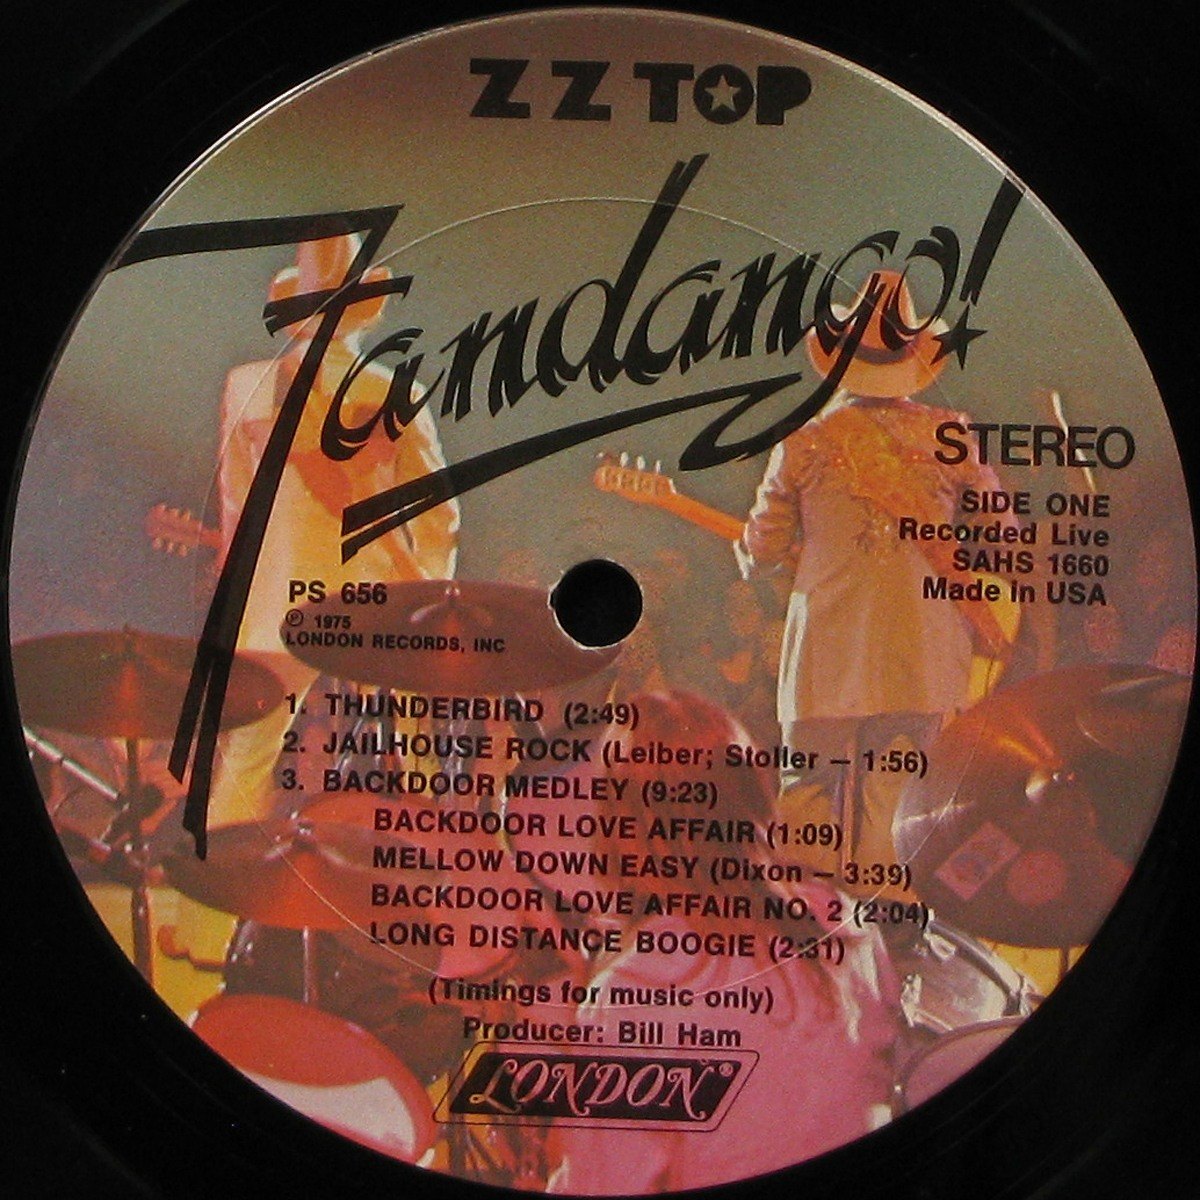 ZZ TOP
Fandango!
STEREO
SIDE ONE
Recorded Live
SAHS 1660
Made in USA
PS 656
℗ 1975
LONDON RECORDS, INC
1. THUNDERBIRD (2:49)
2. JAILHOUSE ROCK (Leiber; Stoller – 1:56)
3. BACKDOOR MEDLEY (9:23)
BACKDOOR LOVE AFFAIR (1:09)
MELLOW DOWN EASY (Dixon – 3:39)
BACKDOOR LOVE AFFAIR NO. 2 (2:04)
LONG DISTANCE BOOGIE (2:31)
(Timings for music only)
Producer: Bill Ham
LONDON®